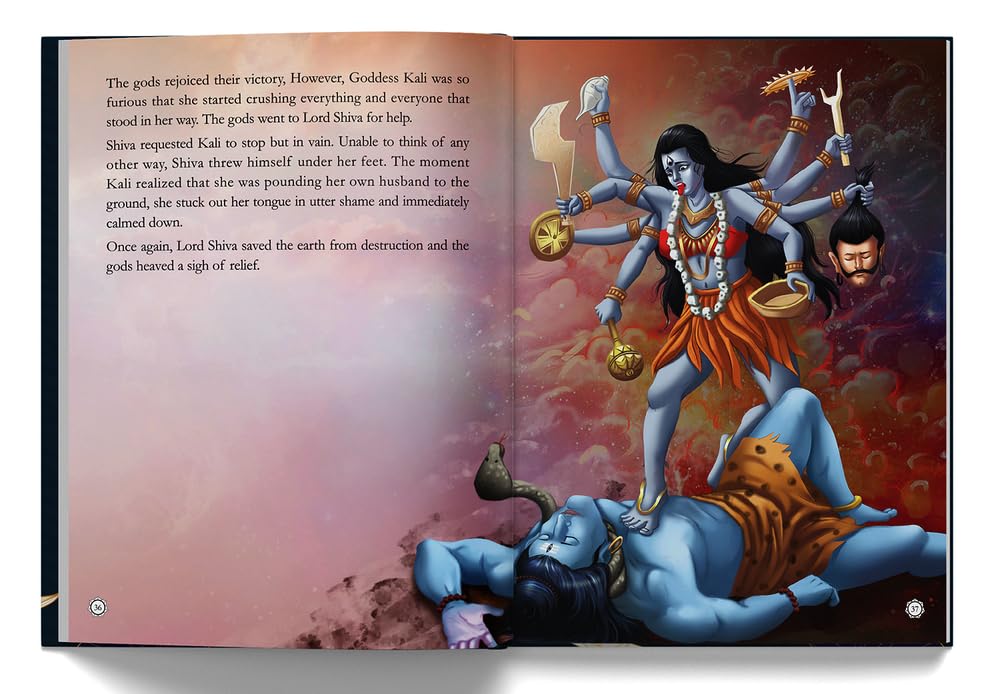 The gods rejoiced their victory, However, Goddess Kali was so
furious that she started crushing everything and everyone that
stood in her way. The gods went to Lord Shiva for help.
Shiva requested Kali to stop but in vain. Unable to think of any
other way, Shiva threw himself under her feet. The moment
Kali realized that she was pounding her own husband to the
ground, she stuck out her tongue in utter shame and immediately
calmed down.
Once again, Lord Shiva saved the earth from destruction and the
gods heaved a sigh of relief.
36
37